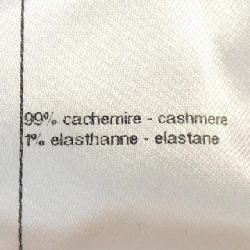 99% cachemire - cashmere
1% elasthanne - elastane